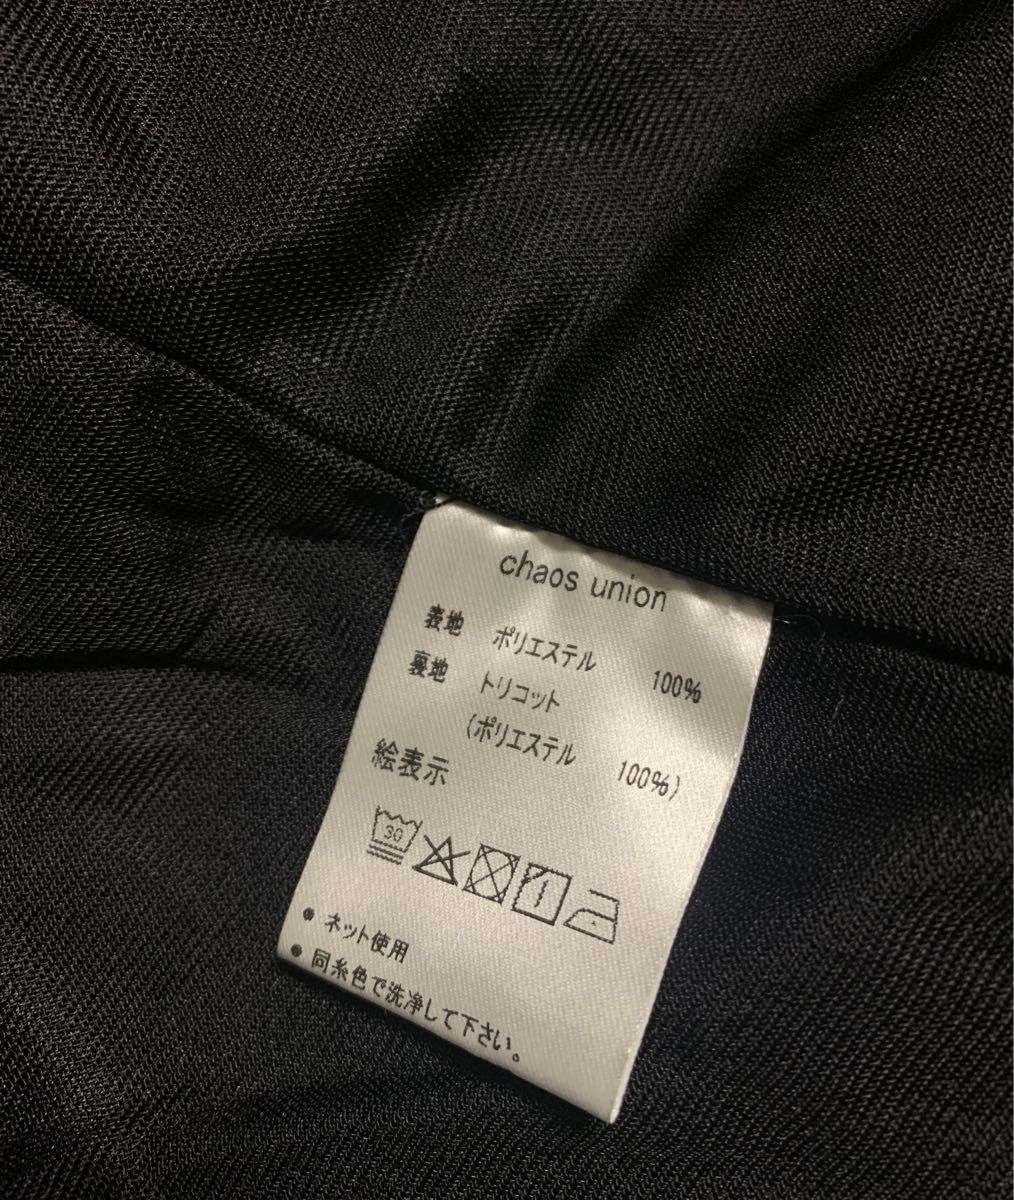 chaos union
表地 ポリエステル 100%
裏地 トリコット
(ポリエステル 100%)
絵表示
30
● ネット使用
● 同糸色で洗浄して下さい。